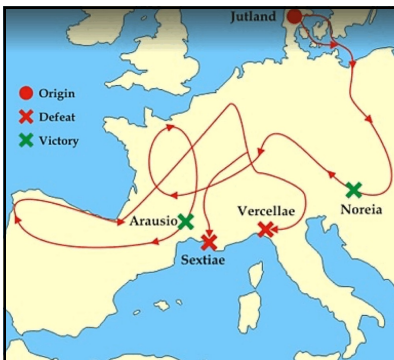 Jutland
Origin
Defeat
Victory
Arausio
Vercellae
Noreia
Sextiae